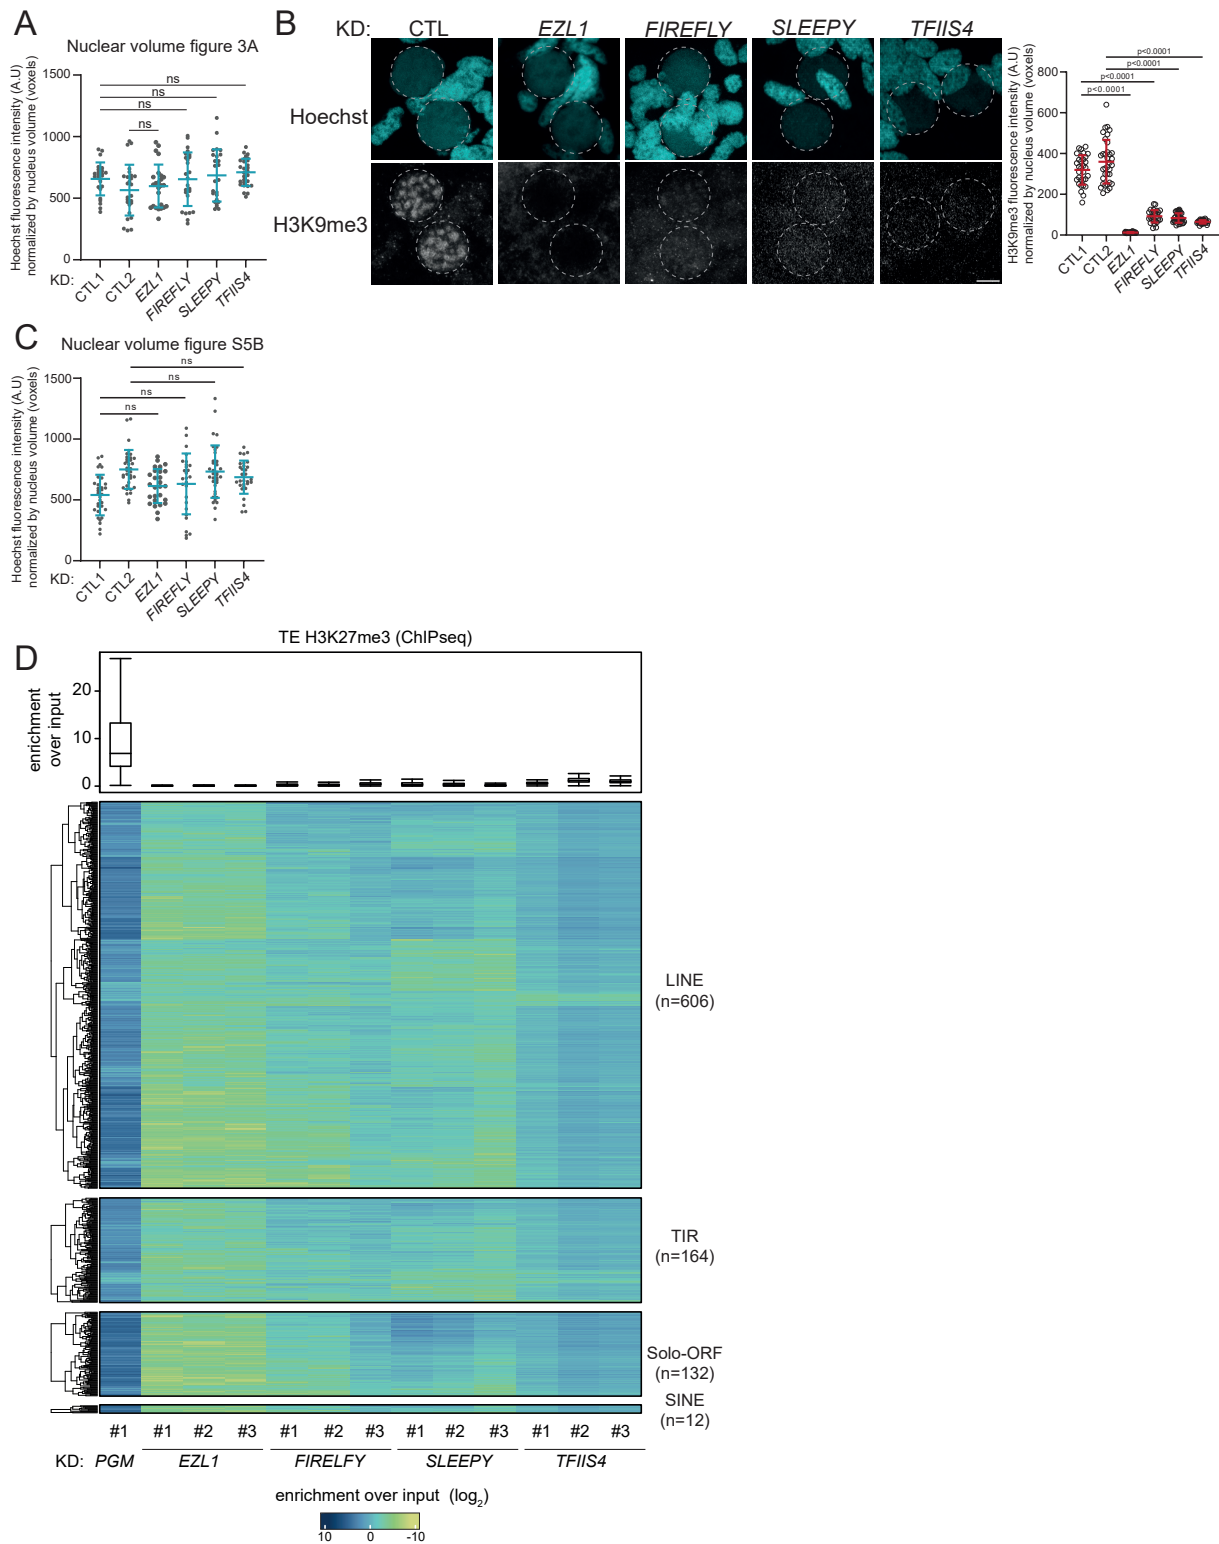 A
Nuclear volume figure 3A
Hoechst fluorescence intensity (A.U)
normalized by nucleus volume (voxels)
1500
1000
500
0
ns
ns
ns
ns
KD:
CTL1
CTL2
EZL1
FIREFLY
SLEEPY
TFIIS4
B
KD:
CTL
EZL1
FIREFLY
SLEEPY
TFIIS4
Hoechst
H3K9me3
H3K9me3 fluorescence intensity (A.U)
normalized by nucleus volume (voxels)
800
600
400
200
0
p<0.0001
p<0.0001
p<0.0001
p<0.0001
CTL1
CTL2
EZL1
FIREFLY
SLEEPY
TFIIS4
C
Nuclear volume figure S5B
Hoechst fluorescence intensity (A.U)
normalized by nucleus volume (voxels)
1500
1000
500
0
ns
ns
ns
ns
KD:
CTL1
CTL2
EZL1
FIREFLY
SLEEPY
TFIIS4
D
TE H3K27me3 (ChIPseq)
enrichment
over input
20
10
0
LINE
(n=606)
TIR
(n=164)
Solo-ORF
(n=132)
SINE
(n=12)
#1 #1 #2 #3 #1 #2 #3 #1 #2 #3 #1 #2 #3
KD: PGM EZL1 FIRELFY SLEEPY TFIIS4
enrichment over input (log2)
10 0 -10